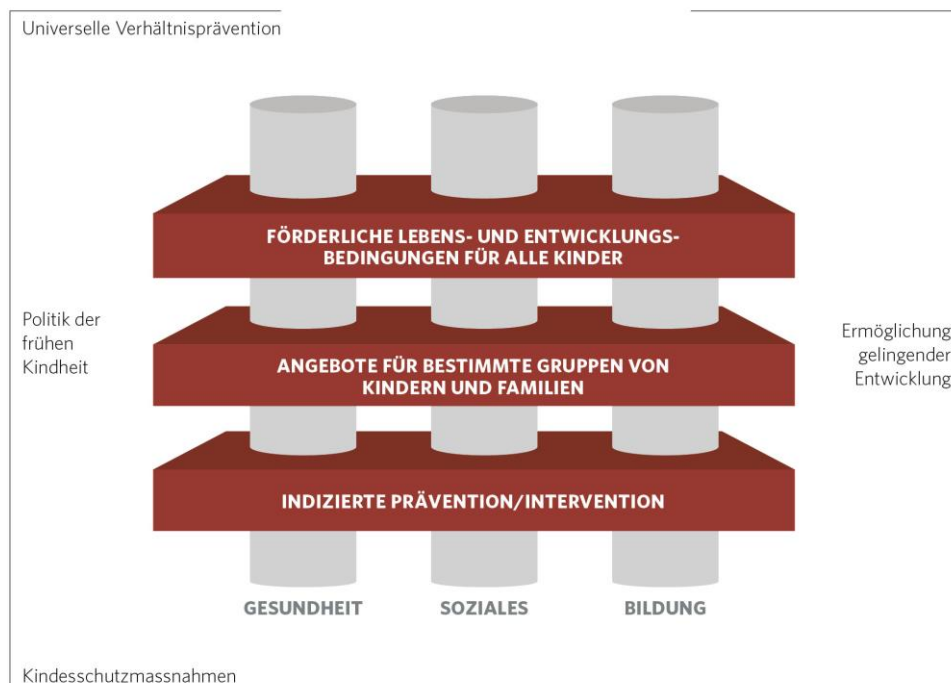 Universelle Verhältnisprävention
FÖRDERLICHE LEBENS- UND ENTWICKLUNGS-
BEDINGUNGEN FÜR ALLE KINDER
Politik der
frühen
Kindheit
ANGEBOTE FÜR BESTIMMTE GRUPPEN VON
KINDERN UND FAMILIEN
Ermöglichung
gelingender
Entwicklung
INDIZIERTE PRÄVENTION/INTERVENTION
GESUNDHEIT SOZIALES BILDUNG
Kindesschutzmassnahmen